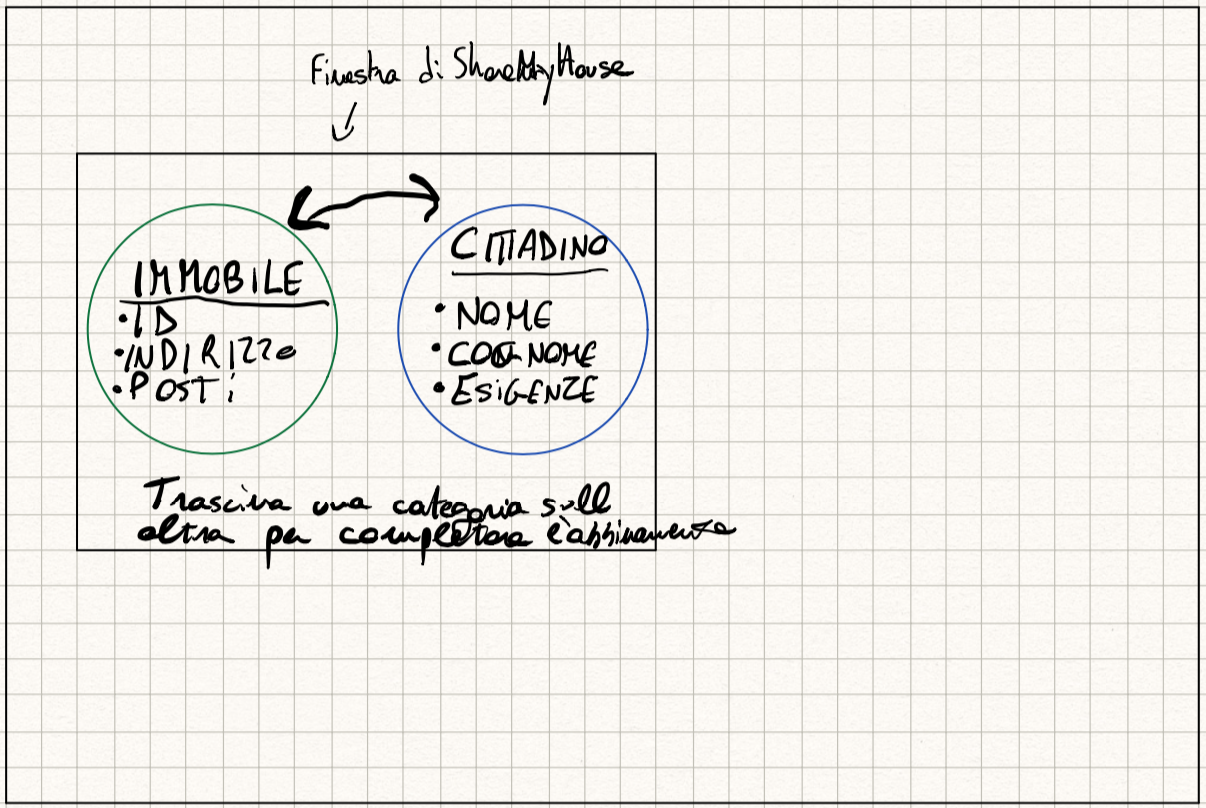 Finestra di ShareMyHouse
IMMOBILE
• ID
• INDIRIZZO
• POSTi
CITTADINO
• NOME
• COGNOME
• ESiGENZE
Trascina una categoria sull
altra per completare l'abbinamento